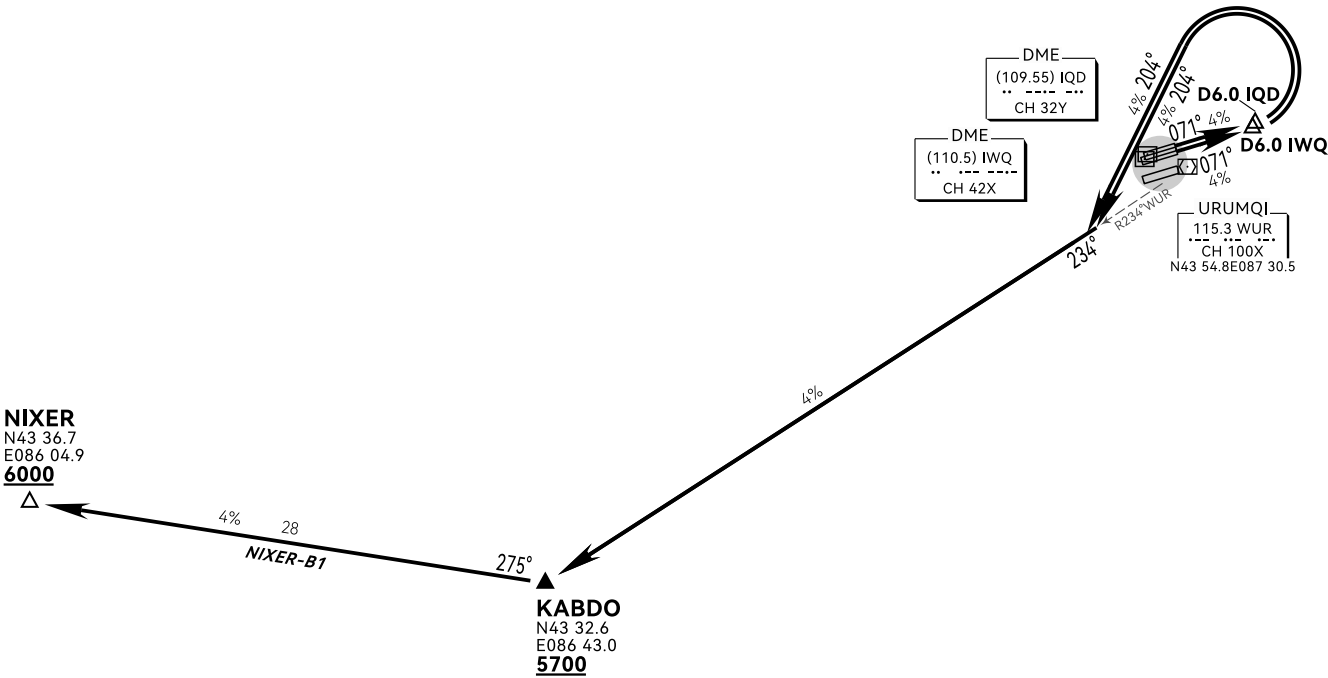 DME
(109.55) IQD
·· --·- -··
CH 32Y
DME
(110.5) IWQ
·· ·-- --·-
CH 42X
4% 204°
4% 204°
D6.0 IQD
071° 4%
D6.0 IWQ
071°
4%
R234°WUR
URUMQI
115.3 WUR
·-- ··- ·-·
CH 100X
N43 54.8E087 30.5
234°
4%
NIXER
N43 36.7
E086 04.9
6000
4% 28
NIXER-B1
275°
KABDO
N43 32.6
E086 43.0
5700